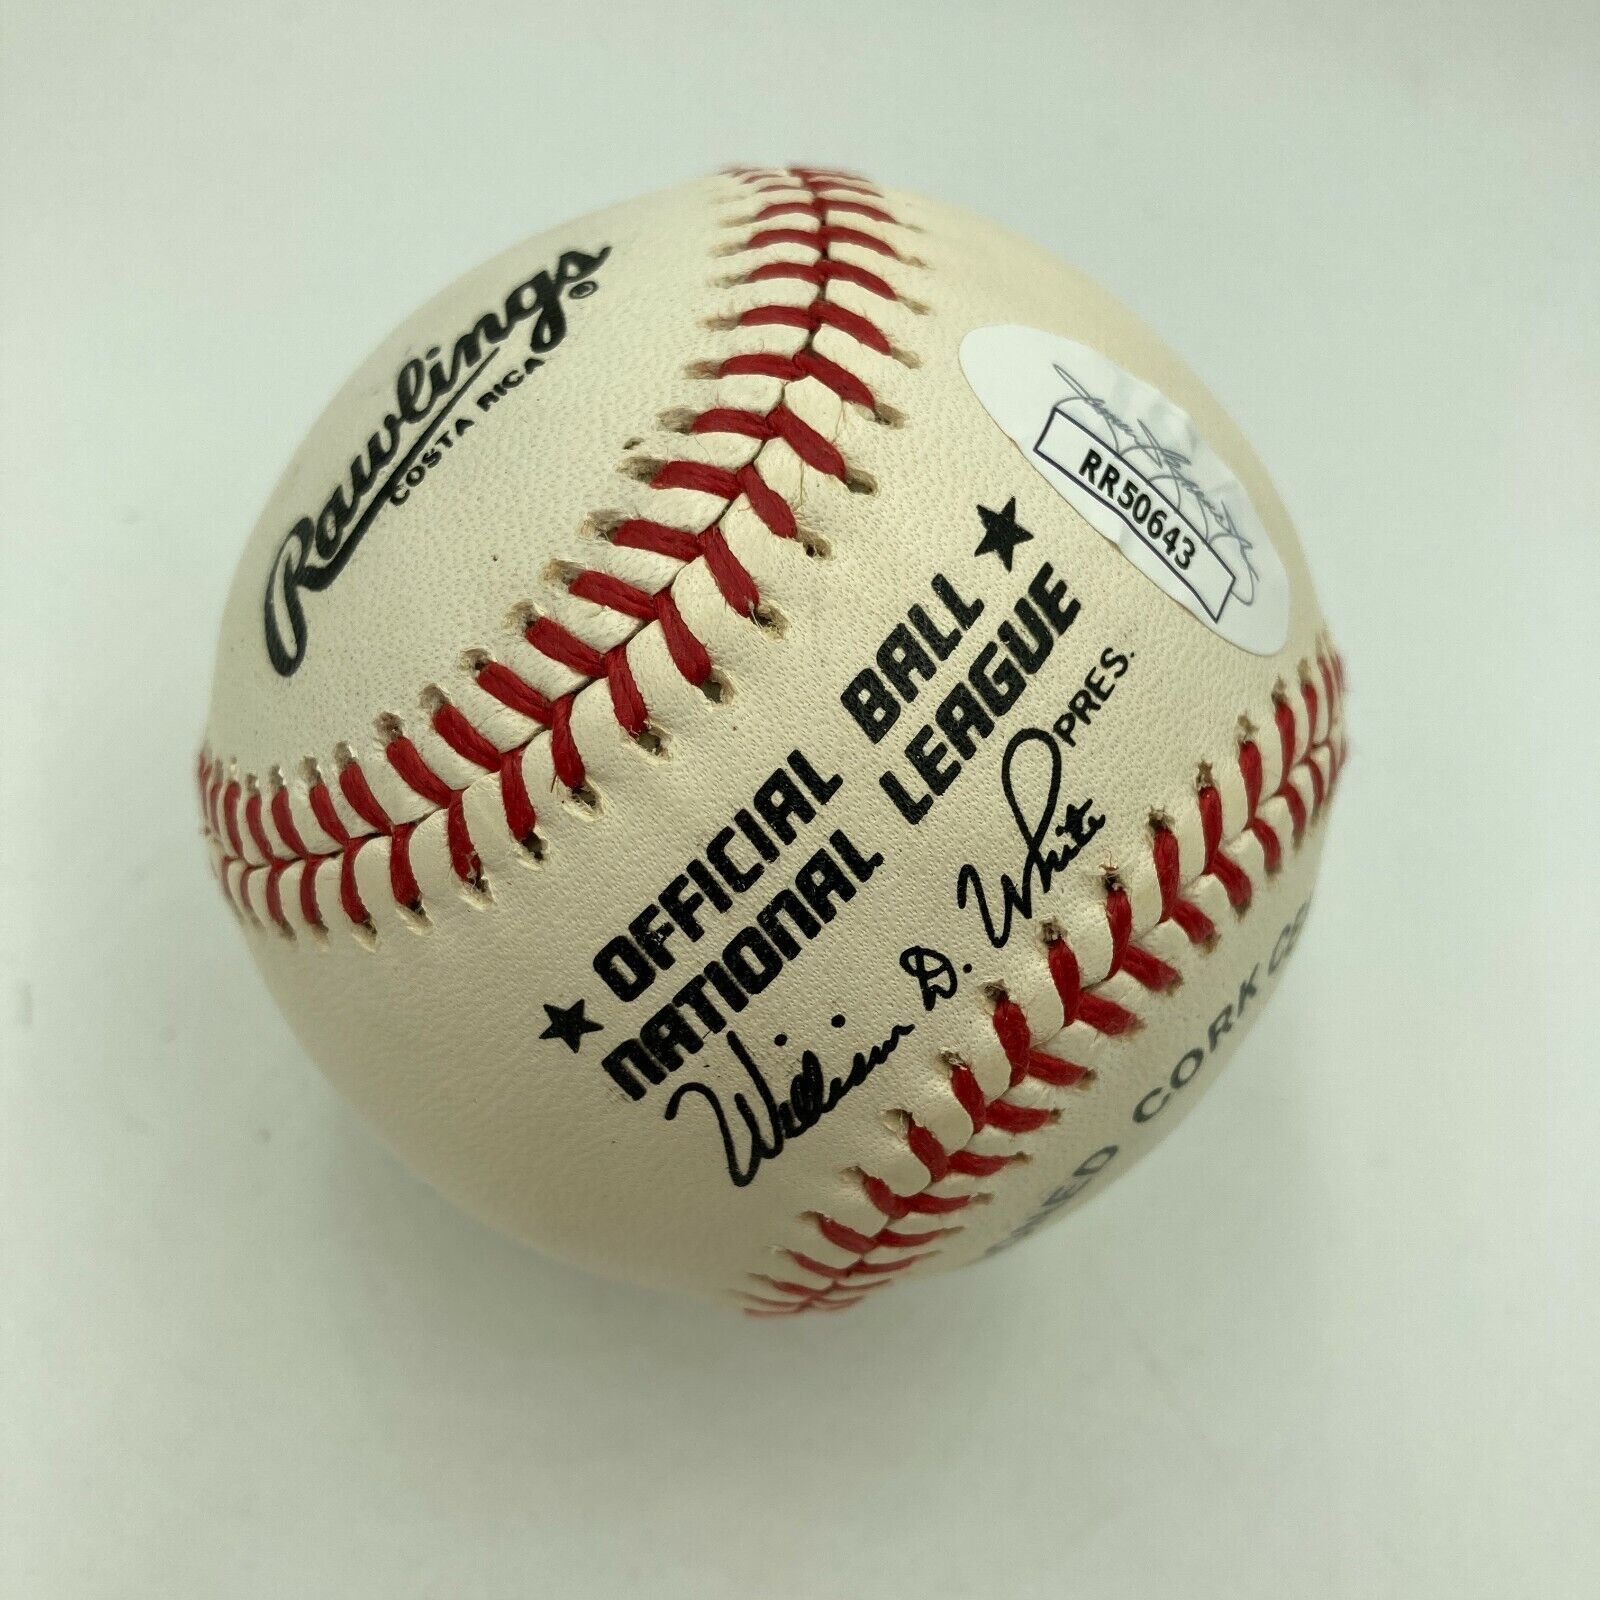 Rawlings®
COSTA RICA
RR50643
★ OFFICIAL BALL ★
NATIONAL LEAGUE
William D. White PRES.
CORK